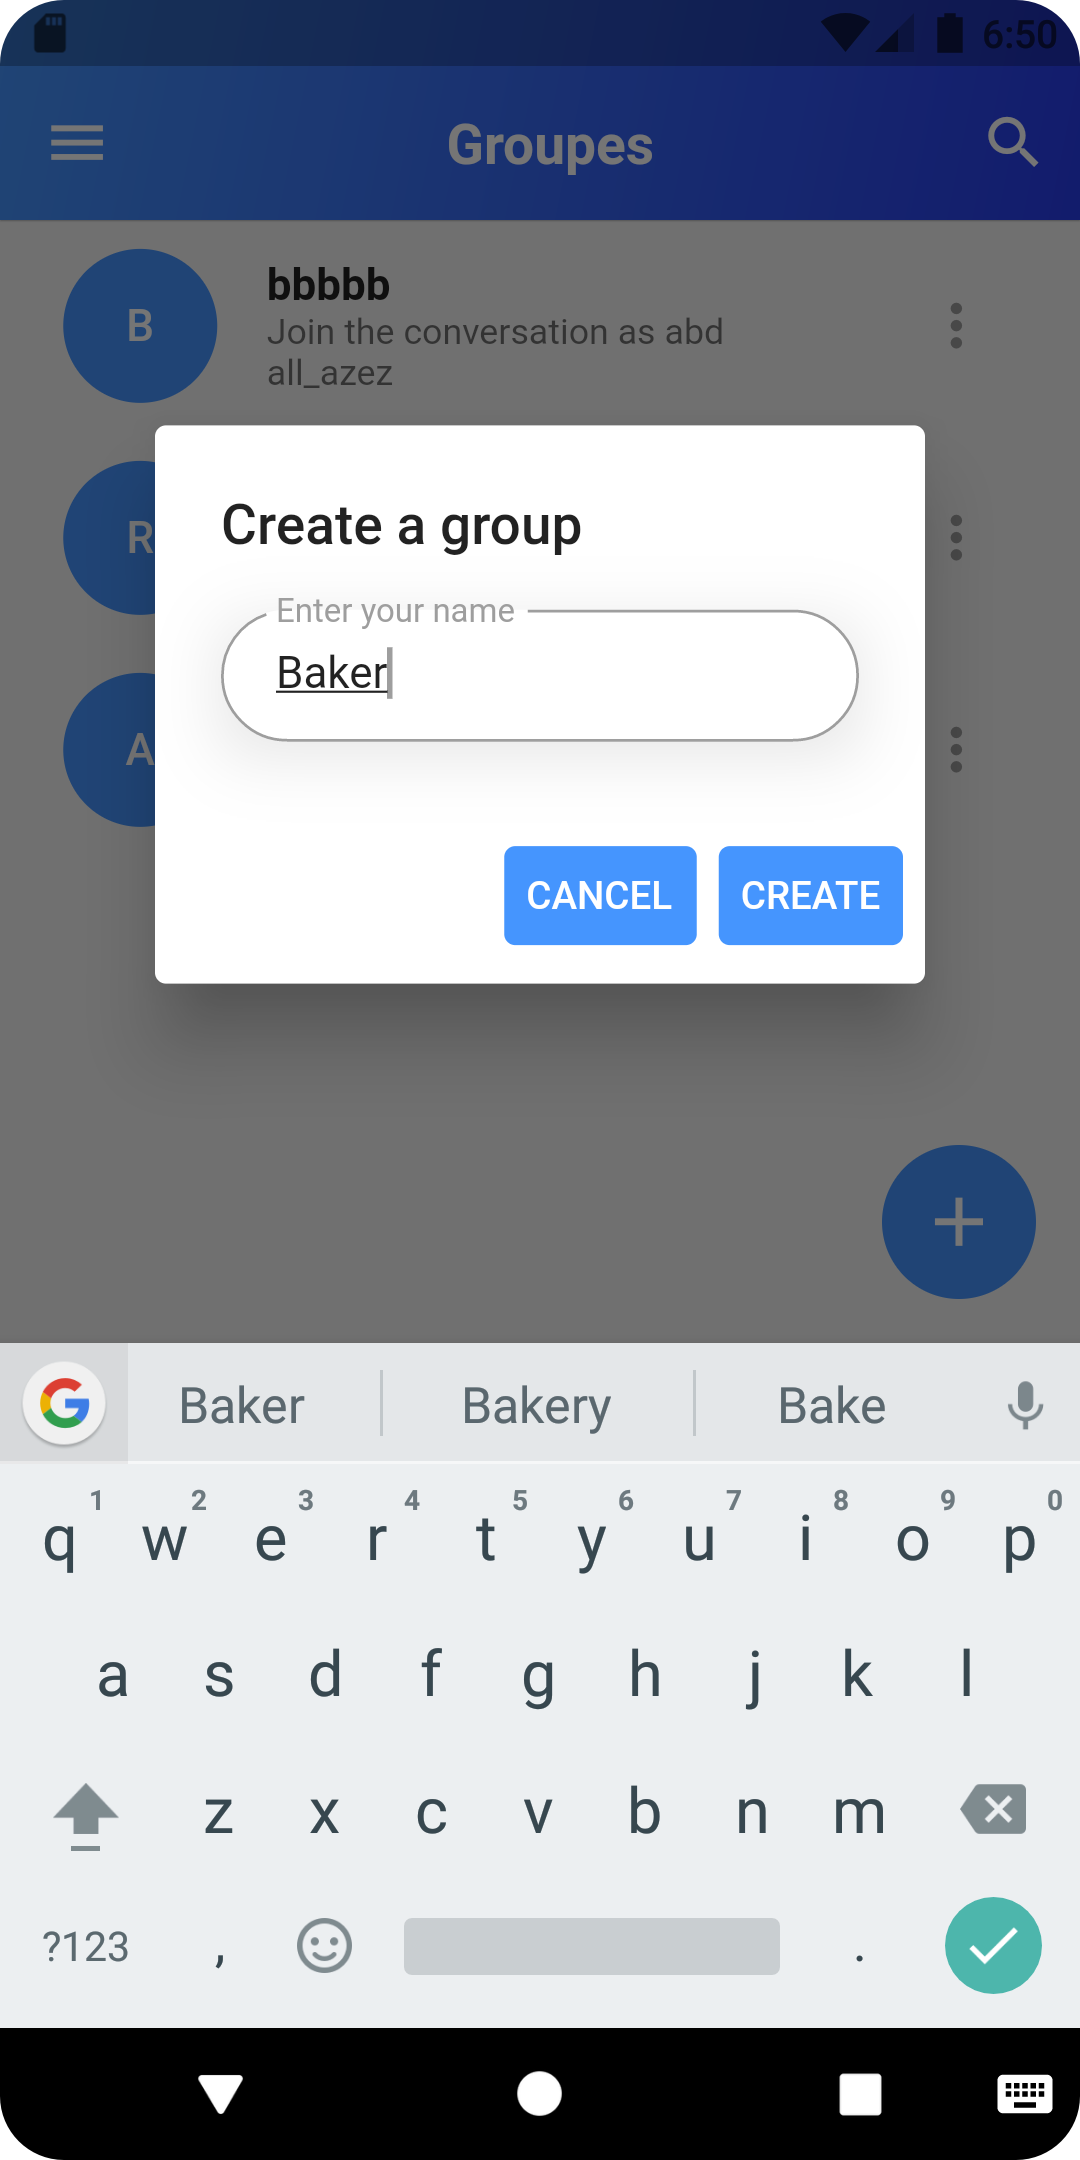 6:50
Groupes
B
bbbbb
Join the conversation as abd
all_azez
R
A
Create a group
Enter your name
Baker
CANCEL CREATE
Baker Bakery Bake
1 2 3 4 5 6 7 8 9 0
q w e r t y u i o p
a s d f g h j k l
z x c v b n m
?123 , .